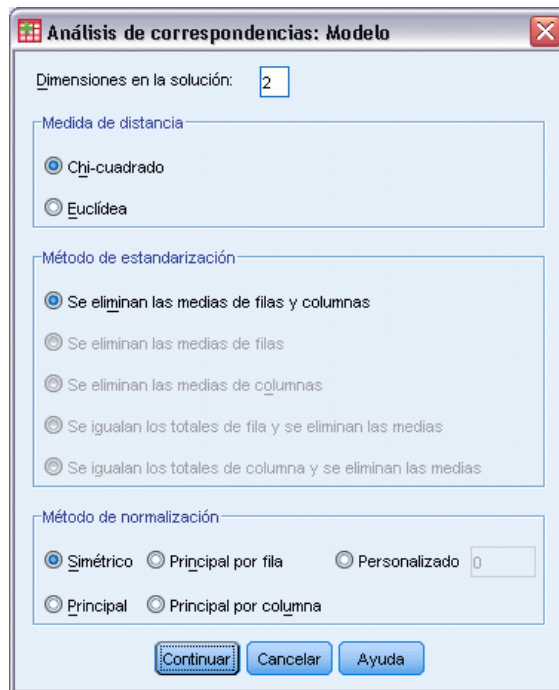 Análisis de correspondencias: Modelo
Dimensiones en la solución: 2
Medida de distancia
Chi-cuadrado
Euclídea
Método de estandarización
Se eliminan las medias de filas y columnas
Se eliminan las medias de filas
Se eliminan las medias de columnas
Se igualan los totales de fila y se eliminan las medias
Se igualan los totales de columna y se eliminan las medias
Método de normalización
Simétrico Principal por fila Personalizado 0
Principal Principal por columna
Continuar Cancelar Ayuda